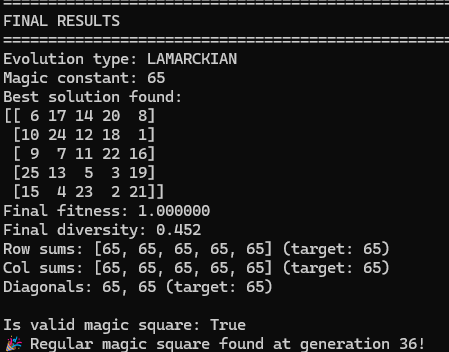 ==================================================
FINAL RESULTS
==================================================
Evolution type: LAMARCKIAN
Magic constant: 65
Best solution found:
[[ 6 17 14 20  8]
 [10 24 12 18  1]
 [ 9  7 11 22 16]
 [25 13  5  3 19]
 [15  4 23  2 21]]
Final fitness: 1.000000
Final diversity: 0.452
Row sums: [65, 65, 65, 65, 65] (target: 65)
Col sums: [65, 65, 65, 65, 65] (target: 65)
Diagonals: 65, 65 (target: 65)
Is valid magic square: True
🎉 Regular magic square found at generation 36!